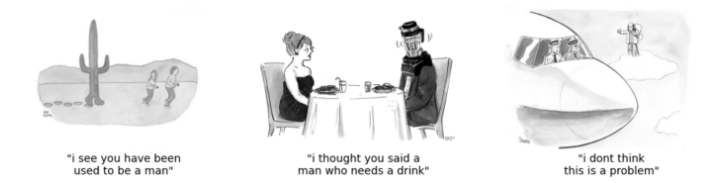 "i see you have been
used to be a man"
"i thought you said a
man who needs a drink"
"i dont think
this is a problem"